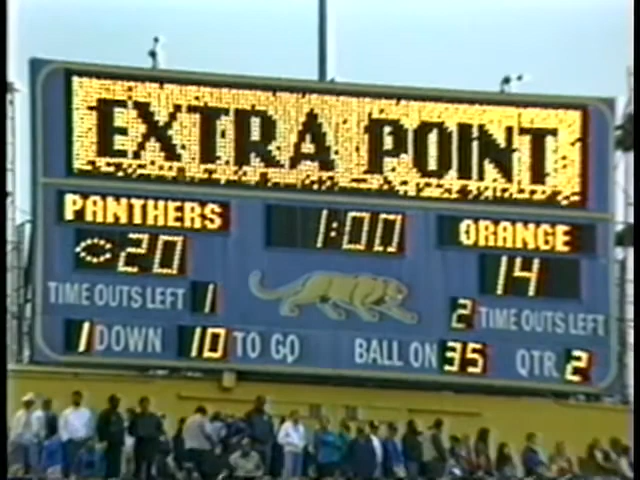 EXTRA POINT
PANTHERS 1:00 ORANGE
20 14
TIME OUTS LEFT 1 2 TIME OUTS LEFT
1 DOWN 10 TO GO BALL ON 35 QTR 2